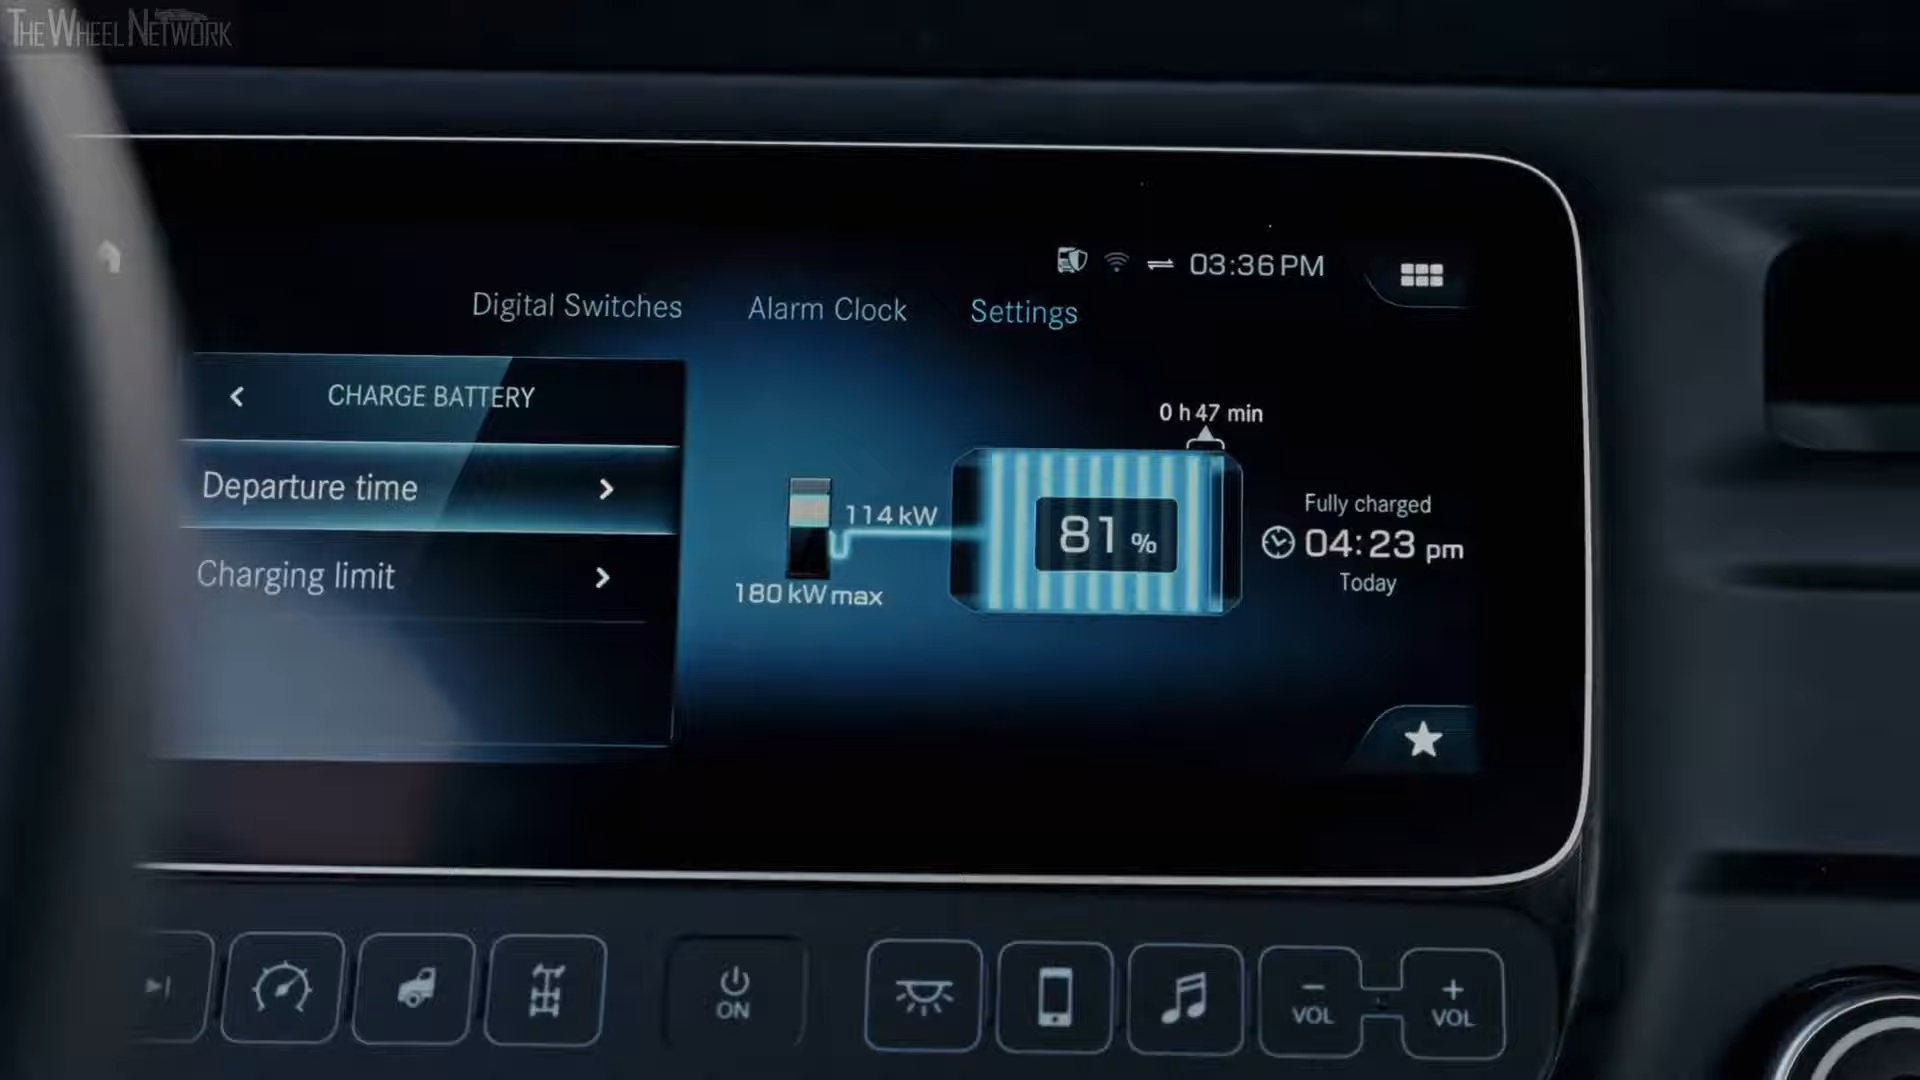 THE WHEEL NETWORK
03:36 PM
Digital Switches
Alarm Clock
Settings
CHARGE BATTERY
Departure time
Charging limit
0 h 47 min
114 kW
180 kW max
81 %
Fully charged
04:23 pm
Today
ON
VOL
VOL